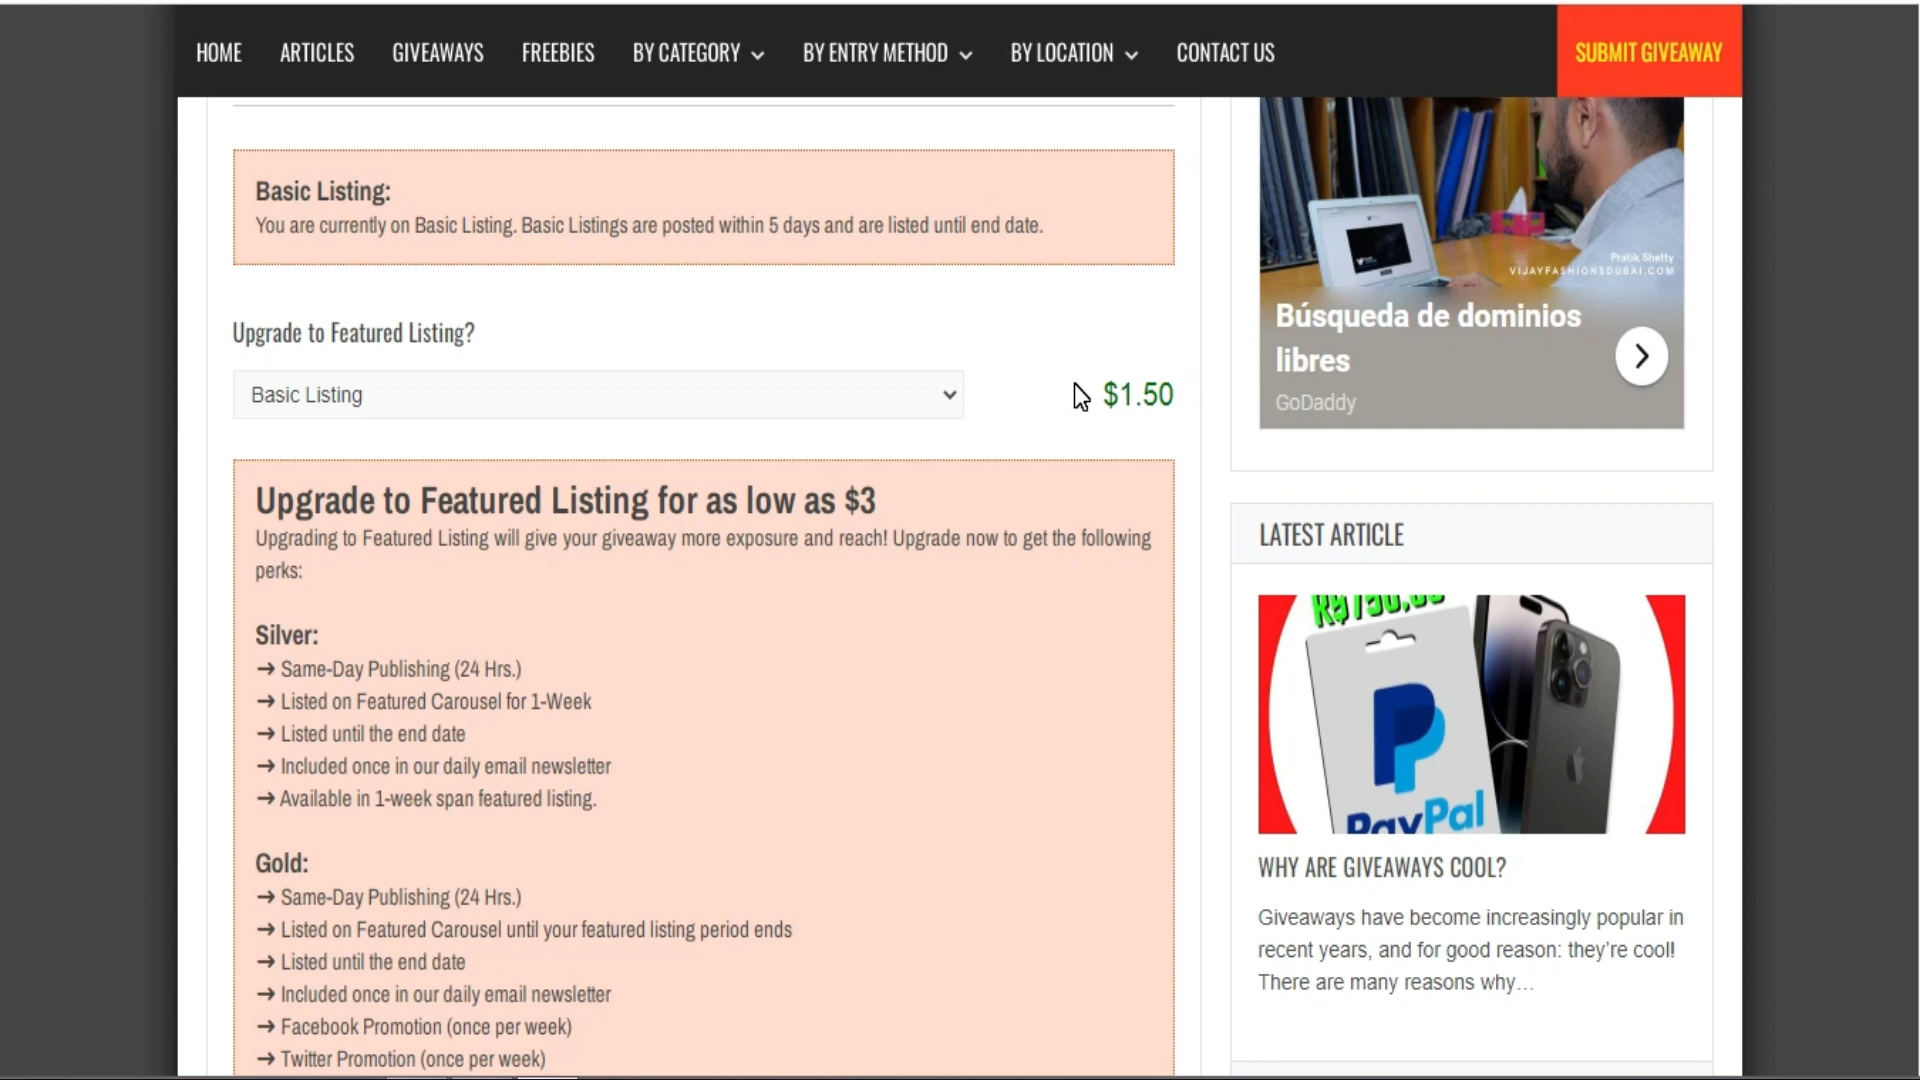 HOME ARTICLES GIVEAWAYS FREEBIES BY CATEGORY BY ENTRY METHOD BY LOCATION CONTACT US SUBMIT GIVEAWAY
Basic Listing:
You are currently on Basic Listing. Basic Listings are posted within 5 days and are listed until end date.
Upgrade to Featured Listing?
Basic Listing
$1.50
Upgrade to Featured Listing for as low as $3
Upgrading to Featured Listing will give your giveaway more exposure and reach! Upgrade now to get the following
perks:
Silver:
→ Same-Day Publishing (24 Hrs.)
→ Listed on Featured Carousel for 1-Week
→ Listed until the end date
→ Included once in our daily email newsletter
→ Available in 1-week span featured listing.
Gold:
→ Same-Day Publishing (24 Hrs.)
→ Listed on Featured Carousel until your featured listing period ends
→ Listed until the end date
→ Included once in our daily email newsletter
→ Facebook Promotion (once per week)
→ Twitter Promotion (once per week)
Pratik Shetty
VIJAYFASHIONSDUBAI.COM
Búsqueda de dominios
libres
GoDaddy
LATEST ARTICLE
PayPal
WHY ARE GIVEAWAYS COOL?
Giveaways have become increasingly popular in
recent years, and for good reason: they're cool!
There are many reasons why…